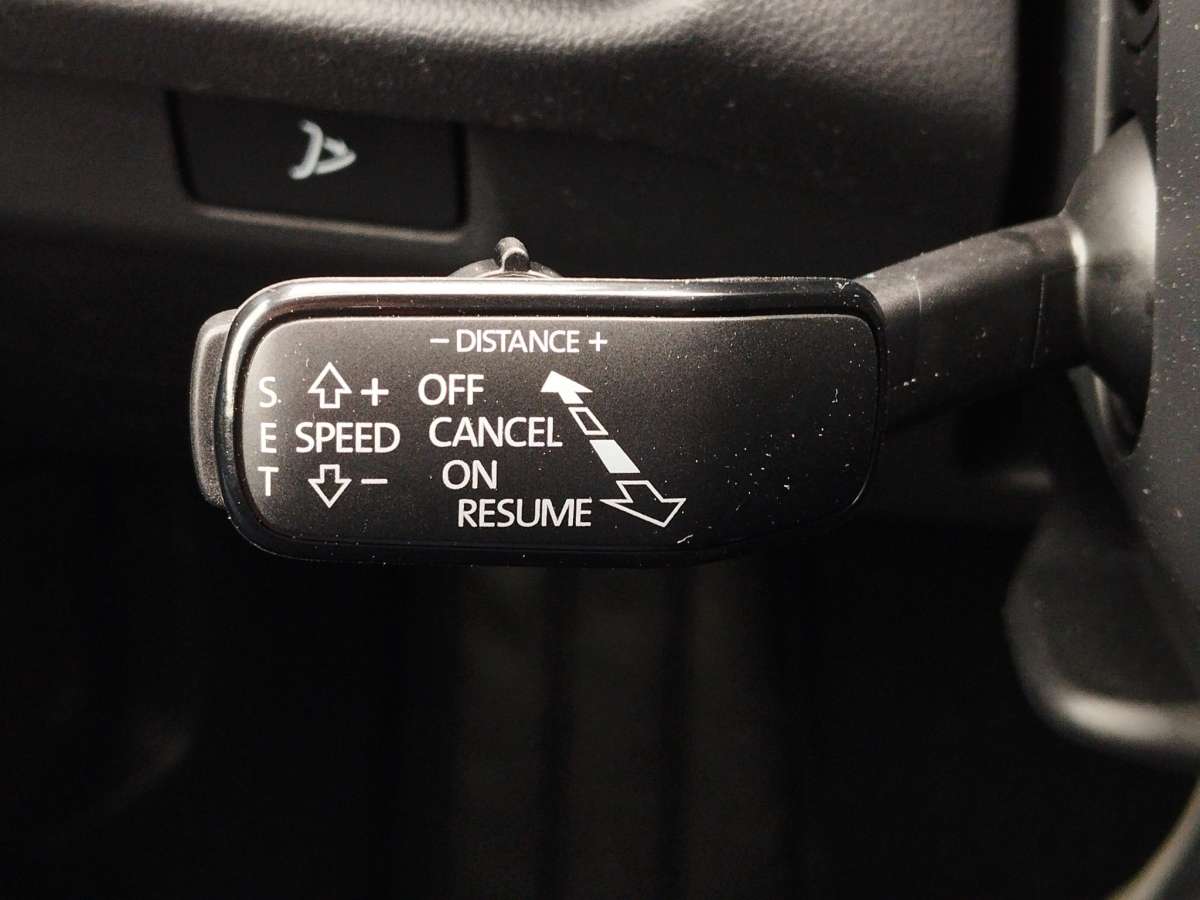 – DISTANCE +
S + OFF
E SPEED CANCEL
T – ON
RESUME